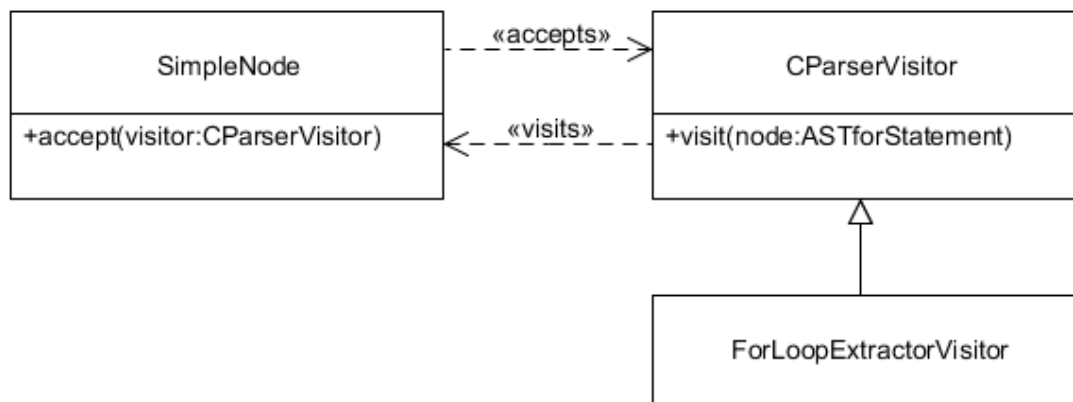 «accepts»
SimpleNode
CParserVisitor
«visits»
+accept(visitor:CParserVisitor)
+visit(node:ASTforStatement)
ForLoopExtractorVisitor